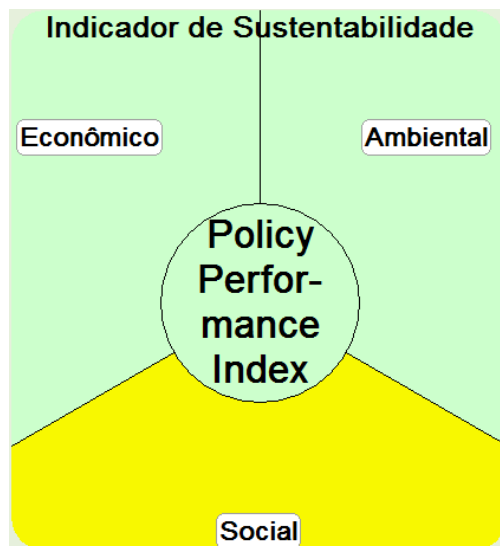 Indicador de Sustentabilidade
Econômico
Ambiental
Policy
Perfor-
mance
Index
Social